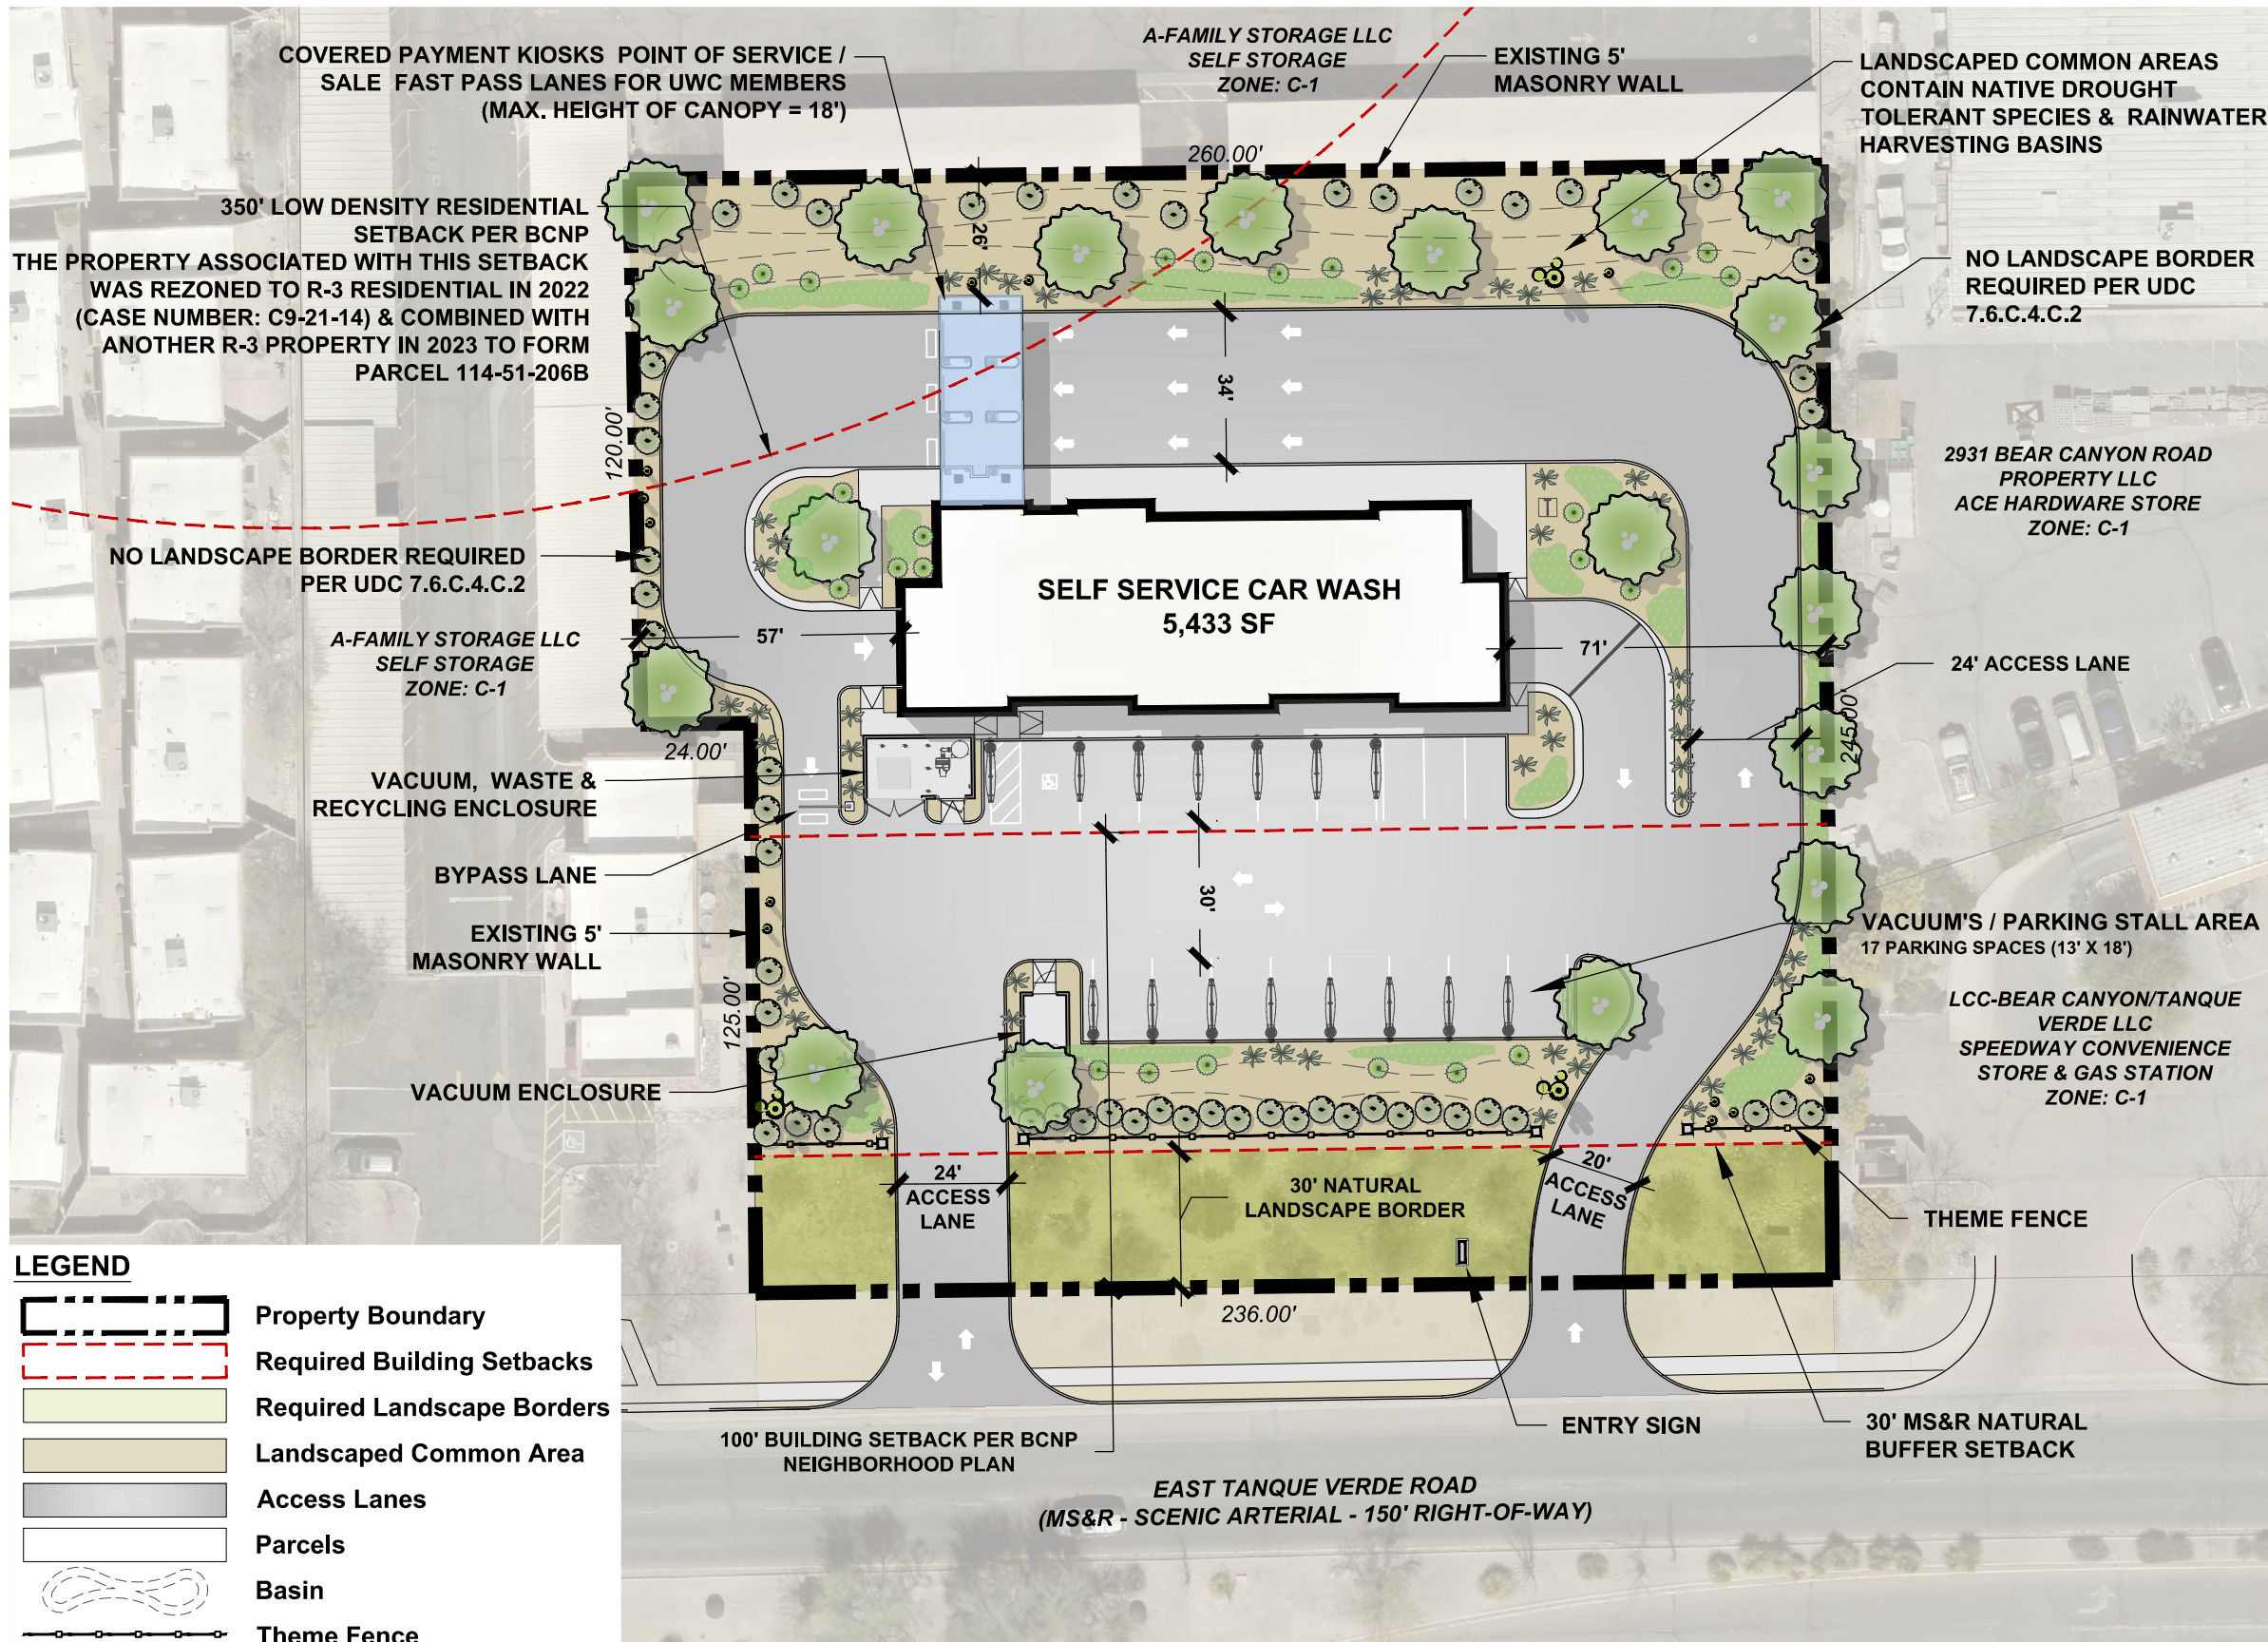 COVERED PAYMENT KIOSKS  POINT OF SERVICE /
SALE  FAST PASS LANES FOR UWC MEMBERS
(MAX. HEIGHT OF CANOPY = 18')
A-FAMILY STORAGE LLC
SELF STORAGE
ZONE: C-1
EXISTING 5'
MASONRY WALL
LANDSCAPED COMMON AREAS
CONTAIN NATIVE DROUGHT
TOLERANT SPECIES &  RAINWATER
HARVESTING BASINS
260.00'
350' LOW DENSITY RESIDENTIAL
SETBACK PER BCNP
THE PROPERTY ASSOCIATED WITH THIS SETBACK
WAS REZONED TO R-3 RESIDENTIAL IN 2022
(CASE NUMBER: C9-21-14) & COMBINED WITH
ANOTHER R-3 PROPERTY IN 2023 TO FORM
PARCEL 114-51-206B
26'
NO LANDSCAPE BORDER
REQUIRED PER UDC
7.6.C.4.C.2
34'
120.00'
2931 BEAR CANYON ROAD
PROPERTY LLC
ACE HARDWARE STORE
ZONE: C-1
NO LANDSCAPE BORDER REQUIRED
PER UDC 7.6.C.4.C.2
SELF SERVICE CAR WASH
5,433 SF
A-FAMILY STORAGE LLC
SELF STORAGE
ZONE: C-1
57'
71'
24' ACCESS LANE
245.00'
24.00'
VACUUM,  WASTE &
RECYCLING ENCLOSURE
BYPASS LANE
30'
EXISTING 5'
MASONRY WALL
VACUUM'S / PARKING STALL AREA
17 PARKING SPACES (13' X 18')
125.00'
LCC-BEAR CANYON/TANQUE
VERDE LLC
SPEEDWAY CONVENIENCE
STORE & GAS STATION
ZONE: C-1
VACUUM ENCLOSURE
24'
ACCESS
LANE
30' NATURAL
LANDSCAPE BORDER
20'
ACCESS
LANE
THEME FENCE
236.00'
LEGEND
Property Boundary
Required Building Setbacks
Required Landscape Borders
Landscaped Common Area
Access Lanes
Parcels
Basin
Theme Fence
100' BUILDING SETBACK PER BCNP
NEIGHBORHOOD PLAN
ENTRY SIGN
30' MS&R NATURAL
BUFFER SETBACK
EAST TANQUE VERDE ROAD
(MS&R - SCENIC ARTERIAL - 150' RIGHT-OF-WAY)